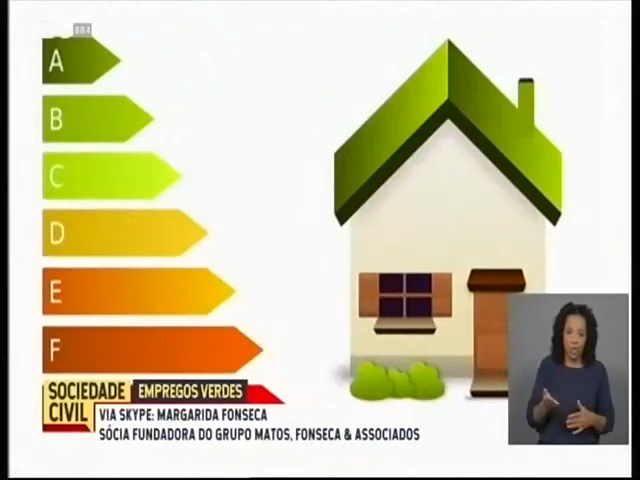 A
B
C
D
E
F
SOCIEDADE CIVIL
EMPREGOS VERDES
VIA SKYPE: MARGARIDA FONSECA
SÓCIA FUNDADORA DO GRUPO MATOS, FONSECA & ASSOCIADOS